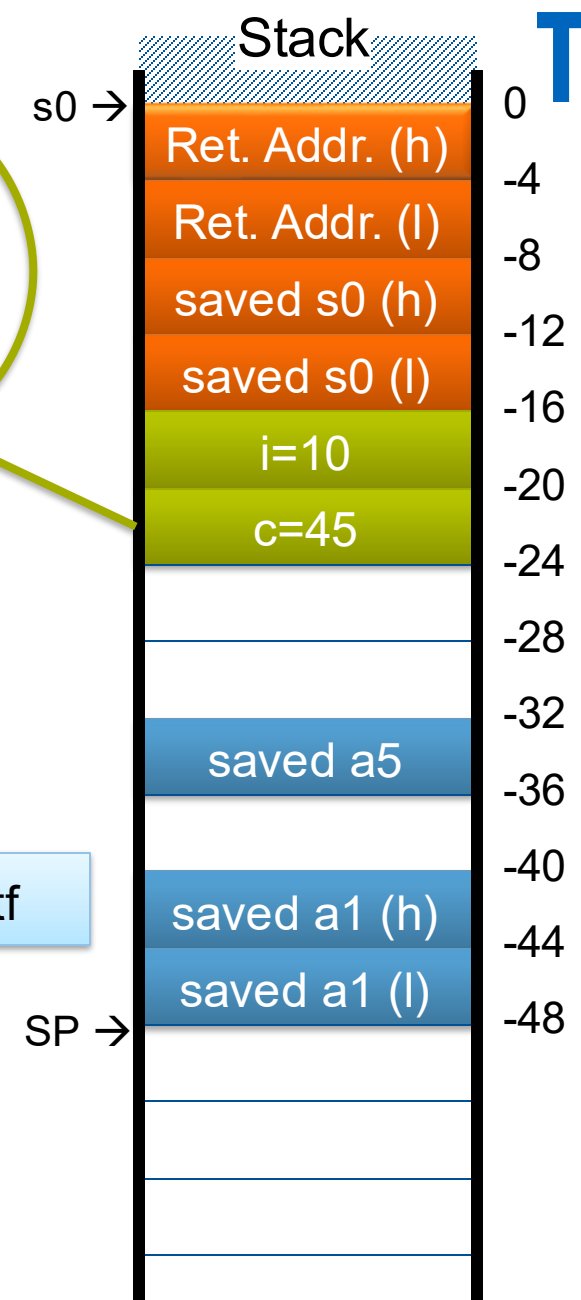 Stack
T
s0 → 0
Ret. Addr. (h)
-4
Ret. Addr. (l)
-8
saved s0 (h)
-12
saved s0 (l)
-16
i=10
-20
c=45
-24
-28
-32
saved a5
-36
-40
tf
saved a1 (h)
-44
saved a1 (l)
SP → -48